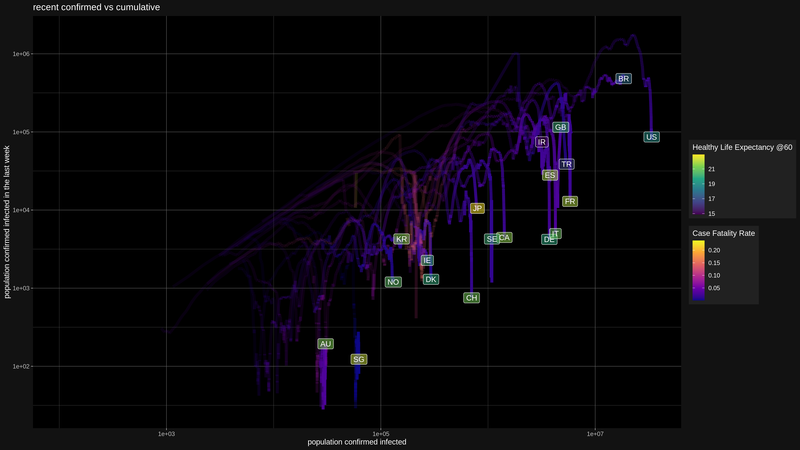 recent confirmed vs cumulative
population confirmed infected in the last week
1e+06
1e+05
1e+04
1e+03
1e+02
BR
US
GB
IR
TR
ES
FR
JP
KR
SE
CA
DE
IT
IE
DK
NO
CH
AU
SG
1e+03
1e+05
1e+07
population confirmed infected
Healthy Life Expectancy @60
21
19
17
15
Case Fatality Rate
0.20
0.15
0.10
0.05